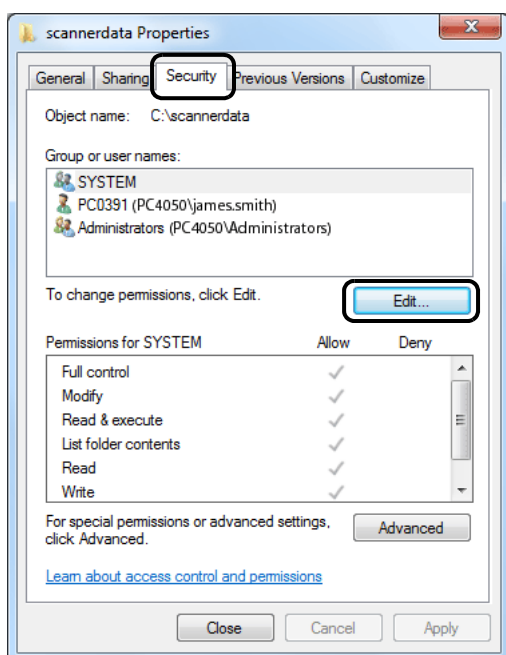 scannerdata Properties
General Sharing Security Previous Versions Customize
Object name: C:\scannerdata
Group or user names:
SYSTEM
PC0391 (PC4050\james.smith)
Administrators (PC4050\Administrators)
To change permissions, click Edit. Edit...
Permissions for SYSTEM Allow Deny
Full control
Modify
Read & execute
List folder contents
Read
Write
For special permissions or advanced settings,
click Advanced. Advanced
Learn about access control and permissions
Close Cancel Apply